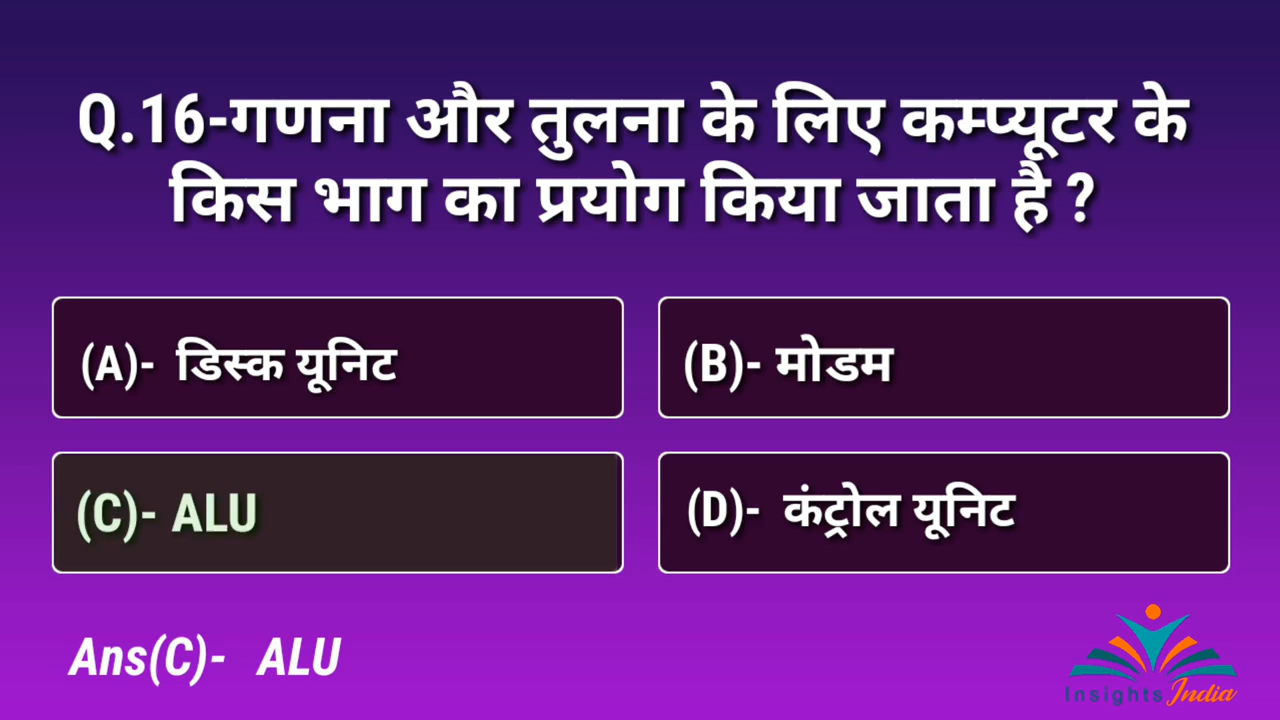 Q.16-गणना और तुलना के लिए कम्प्यूटर के
किस भाग का प्रयोग किया जाता है ?
(A)- डिस्क यूनिट
(B)- मोडम
(C)- ALU
(D)- कंट्रोल यूनिट
Ans(C)- ALU
Insights India